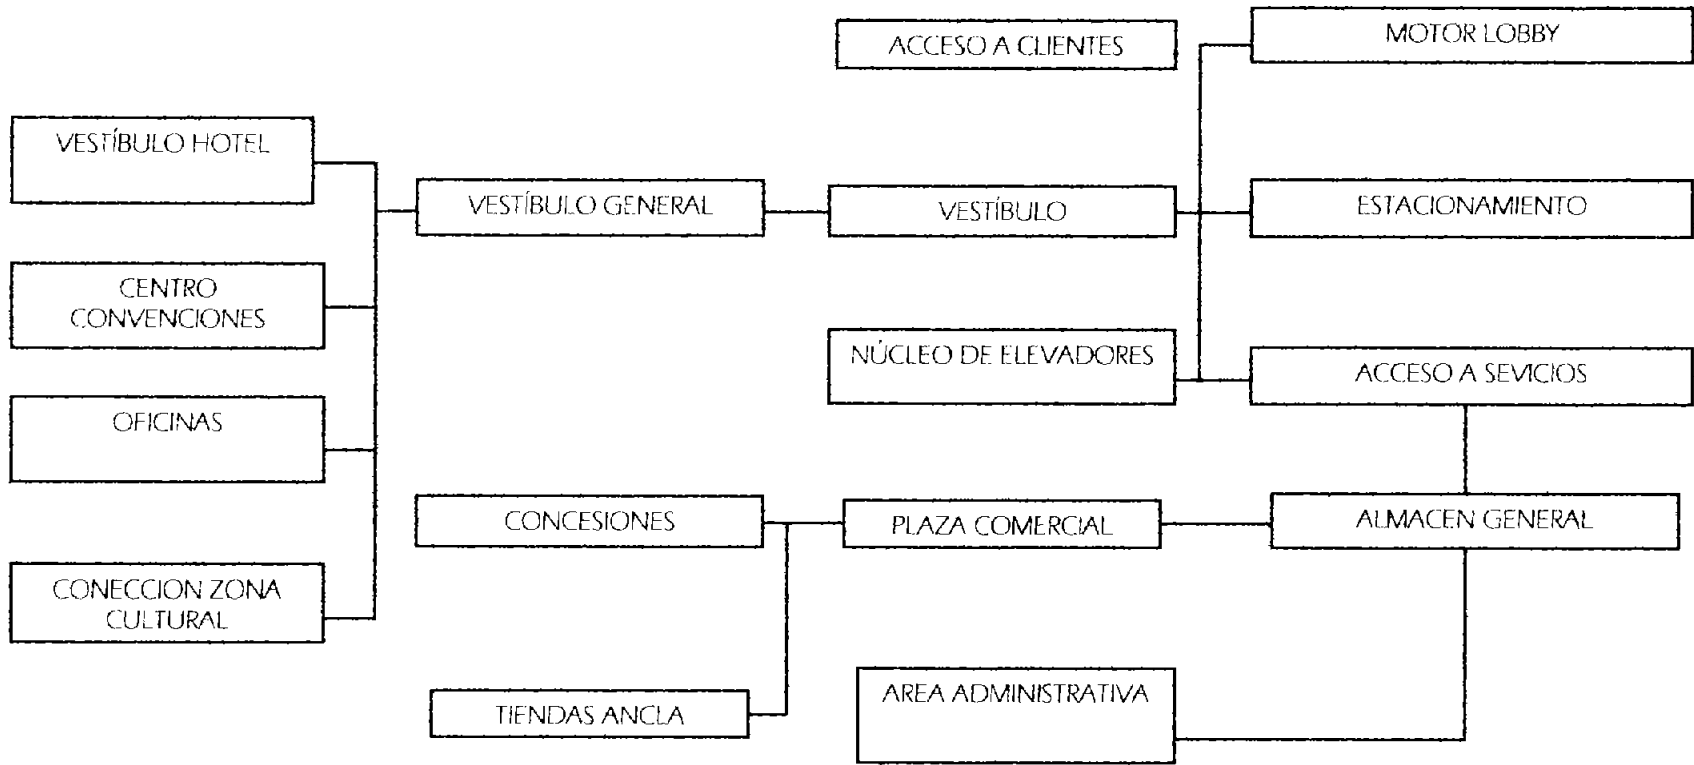 ACCESO A CLIENTES
MOTOR LOBBY
VESTÍBULO HOTEL
VESTÍBULO GENERAL
VESTÍBULO
ESTACIONAMIENTO
CENTRO
CONVENCIONES
NÚCLEO DE ELEVADORES
ACCESO A SEVICIOS
OFICINAS
CONCESIONES
PLAZA COMERCIAL
ALMACEN GENERAL
CONECCION ZONA
CULTURAL
TIENDAS ANCLA
AREA ADMINISTRATIVA